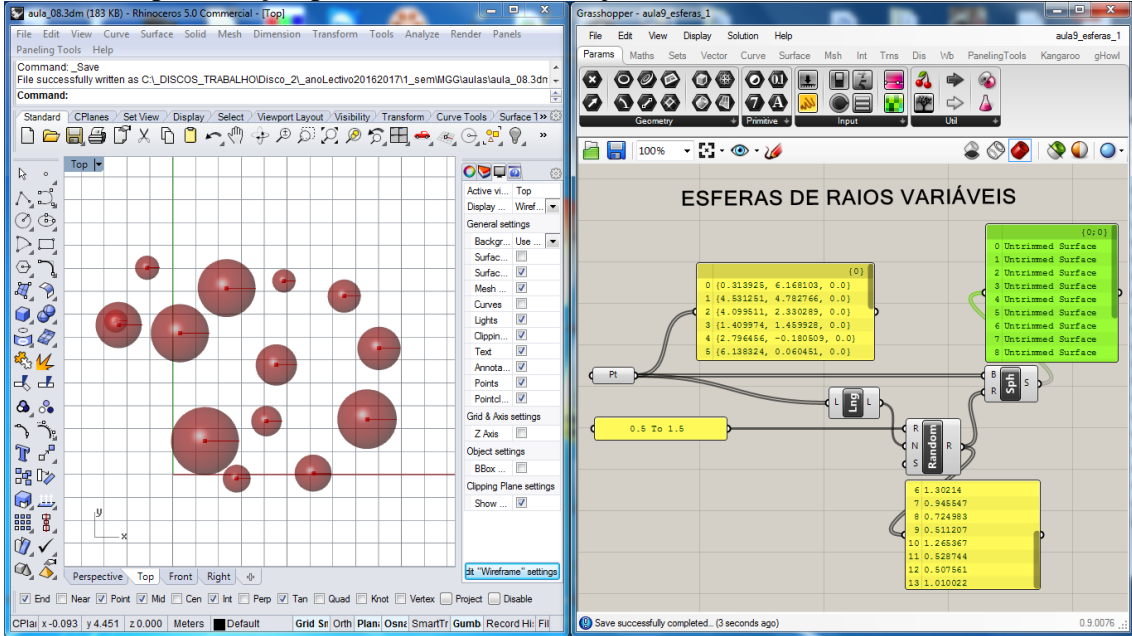 aula_08.3dm (183 KB) - Rhinoceros 5.0 Commercial - [Top]
File Edit View Curve Surface Solid Mesh Dimension Transform Tools Analyze Render Panels
Paneling Tools Help
Command: _Save
File successfully written as C:\_DISCOS_TRABALHO\Disco_2\_anoLectivo20162017\1_sem\MGG\aulas\aula_08.3dm
Command:
Standard CPlanes Set View Display Select Viewport Layout Visibility Transform Curve Tools Surface T
Top
Active vi... Top
Display ... Wiref...
General settings
Backgr... Use ...
Surfac...
Surfac...
Mesh ...
Curves
Lights
Clippin...
Text
Annota...
Points
Pointcl...
Grid & Axis settings
Z Axis
Object settings
BBox ...
Clipping Plane settings
Show ...
dit "Wireframe" settings
y
x
Perspective Top Front Right
End Near Point Mid Cen Int Perp Tan Quad Knot Vertex Project Disable
CPlai x -0.093 y 4.451 z 0.000 Meters Default Grid Sn Orth Plana Osna SmartTr Gumb Record Hi: Fil
Grasshopper - aula9_esferas_1
File Edit View Display Solution Help aula9_esferas_1
Params Maths Sets Vector Curve Surface Msh Int Trns Dis Wb PanelingTools Kangaroo gHowl
Geometry Primitive Input Util
100%
ESFERAS DE RAIOS VARIÁVEIS
{0;0}
0 Untrimmed Surface
1 Untrimmed Surface
2 Untrimmed Surface
3 Untrimmed Surface
4 Untrimmed Surface
5 Untrimmed Surface
6 Untrimmed Surface
7 Untrimmed Surface
8 Untrimmed Surface
{0}
0 {0.313925, 6.168103, 0.0}
1 {4.531251, 4.782766, 0.0}
2 {4.099511, 2.330289, 0.0}
3 {1.409974, 1.459928, 0.0}
4 {2.796456, -0.180509, 0.0}
5 {6.138324, 0.060451, 0.0}
Pt
B
R
Sph
S
L
Lng
L
0.5 To 1.5
R
N
S
Random
R
6 1.30214
7 0.945547
8 0.724983
9 0.511207
10 1.265367
11 0.528744
12 0.507561
13 1.010022
Save successfully completed... (3 seconds ago) 0.9.0076